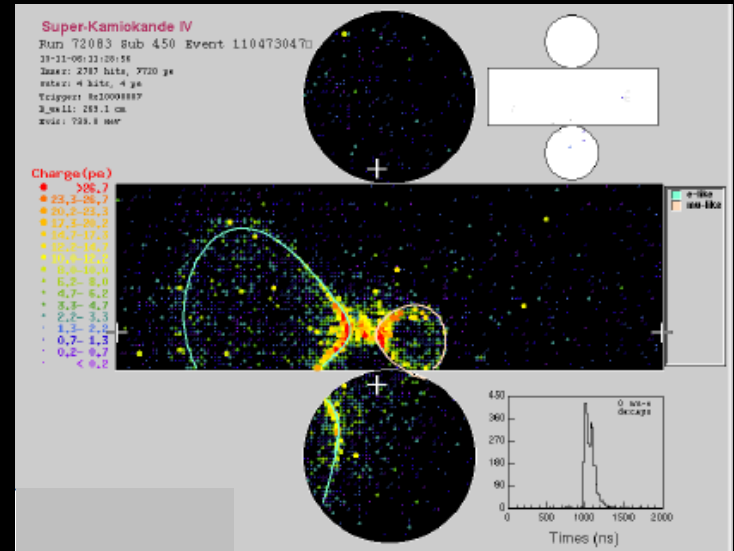 Super-Kamiokande IV
Run 72083 Sub 450 Event 110473047
Inner: 2787 hits, 7720 pe
Outer: 4 hits, 4 pe
Trigger: 0x10000007
Charge(pe)
>26.7
23.3-26.7
20.2-23.3
17.3-20.2
14.7-17.3
12.2-14.7
10.0-12.2
8.0-10.0
6.2- 8.0
4.7- 6.2
3.3- 4.7
2.2- 3.3
1.3- 2.2
0.7- 1.3
0.2- 0.7
< 0.2
e-like
mu-like
0 mu-e
decays
450
360
270
180
90
0
0 500 1000 1500 2000
Times (ns)